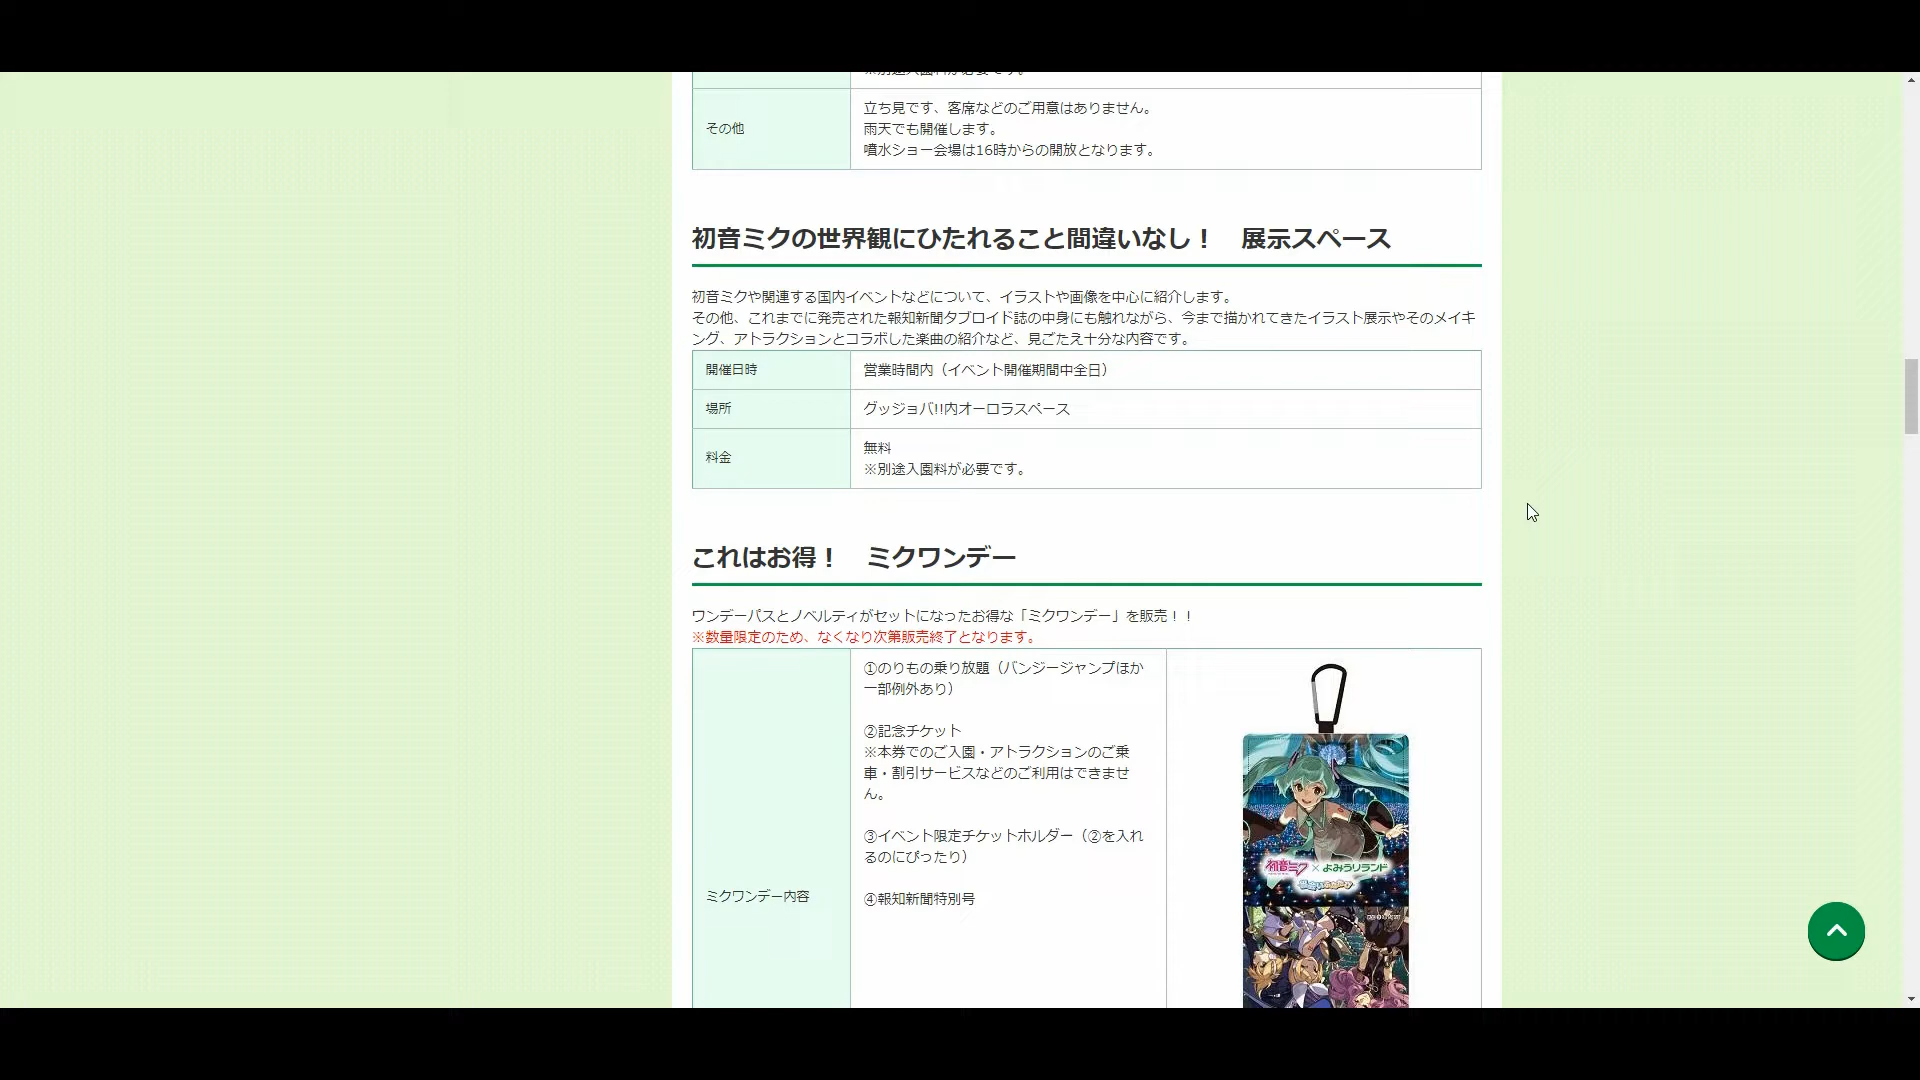 その他
立ち見です、客席などのご用意はありません。
雨天でも開催します。
噴水ショー会場は16時からの開放となります。
初音ミクの世界観にひたれること間違いなし！　展示スペース
初音ミクや関連する国内イベントなどについて、イラストや画像を中心に紹介します。
その他、これまでに発売された報知新聞タブロイド誌の中身にも触れながら、今まで描かれてきたイラスト展示やそのメイキ
ング、アトラクションとコラボした楽曲の紹介など、見ごたえ十分な内容です。
開催日時
営業時間内（イベント開催期間中全日）
場所
グッジョバ!!内オーロラスペース
料金
無料
※別途入園料が必要です。
これはお得！　ミクワンデー
ワンデーパスとノベルティがセットになったお得な「ミクワンデー」を販売！！
※数量限定のため、なくなり次第販売終了となります。
ミクワンデー内容
①のりもの乗り放題（バンジージャンプほか
一部例外あり）
②記念チケット
※本券でのご入園・アトラクションのご乗
車・割引サービスなどのご利用はできませ
ん。
③イベント限定チケットホルダー（②を入れ
るのにぴったり）
④報知新聞特別号
初音ミク×よみうりランド